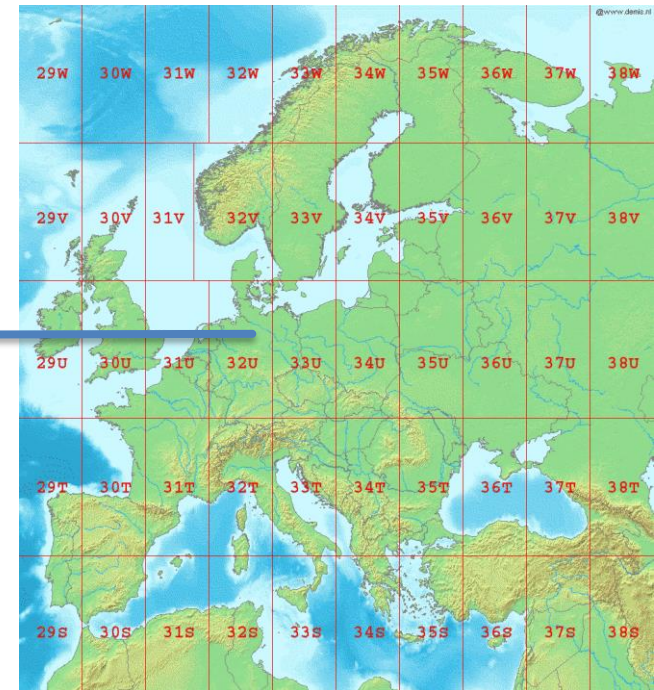 @www.demis.nl
29W 30W 31W 32W 33W 34W 35W 36W 37W 38W
29V 30V 31V 32V 33V 34V 35V 36V 37V 38V
29U 30U 31U 32U 33U 34U 35U 36U 37U 38U
29T 30T 31T 32T 33T 34T 35T 36T 37T 38T
29S 30S 31S 32S 33S 34S 35S 36S 37S 38S